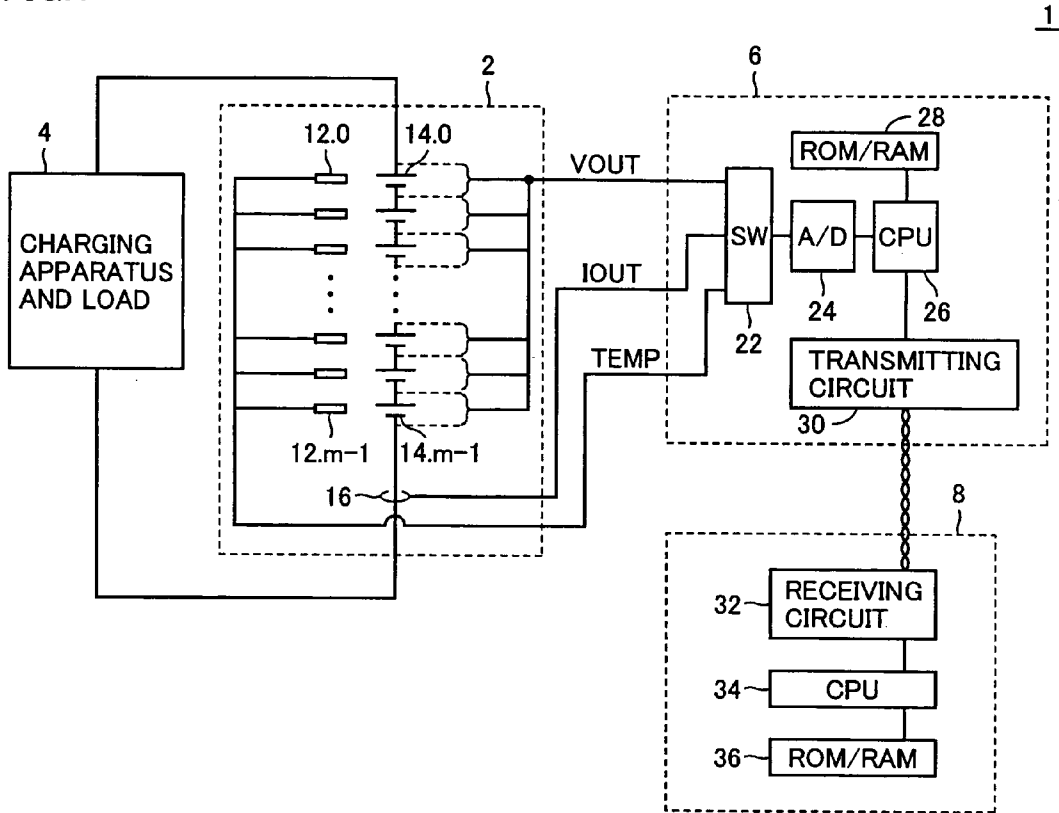 1
2
6
4
12.0
14.0
28
ROM/RAM
VOUT
CHARGING
APPARATUS
AND LOAD
SW
A/D
CPU
IOUT
24
26
22
TEMP
TRANSMITTING
CIRCUIT
30
12.m-1
14.m-1
16
8
32
RECEIVING
CIRCUIT
34
CPU
36
ROM/RAM